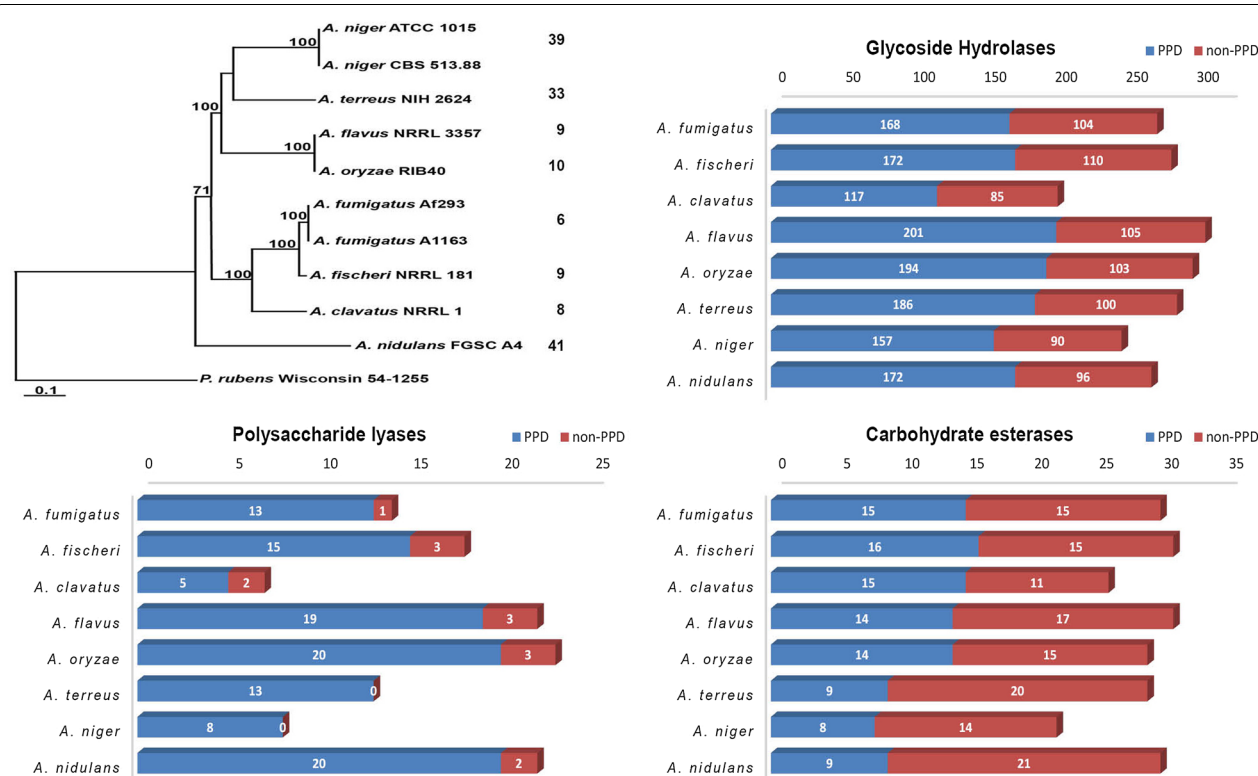 A. niger ATCC 1015
100
39
A. niger CBS 513.88
100
A. terreus NIH 2624
33
A. flavus NRRL 3357
9
100
A. oryzae RIB40
10
71
A. fumigatus Af293
100
6
A. fumigatus A1163
100
100
A. fischeri NRRL 181
9
A. clavatus NRRL 1
8
A. nidulans FGSC A4
41
P. rubens Wisconsin 54-1255
0.1
Glycoside Hydrolases
PPD non-PPD
0 50 100 150 200 250 300
A. fumigatus 168 104
A. fischeri 172 110
A. clavatus 117 85
A. flavus 201 105
A. oryzae 194 103
A. terreus 186 100
A. niger 157 90
A. nidulans 172 96
Polysaccharide lyases
PPD non-PPD
0 5 10 15 20 25
A. fumigatus 13 1
A. fischeri 15 3
A. clavatus 5 2
A. flavus 19 3
A. oryzae 20 3
A. terreus 13 0
A. niger 8 0
A. nidulans 20 2
Carbohydrate esterases
PPD non-PPD
0 5 10 15 20 25 30 35
A. fumigatus 15 15
A. fischeri 16 15
A. clavatus 15 11
A. flavus 14 17
A. oryzae 14 15
A. terreus 9 20
A. niger 8 14
A. nidulans 9 21